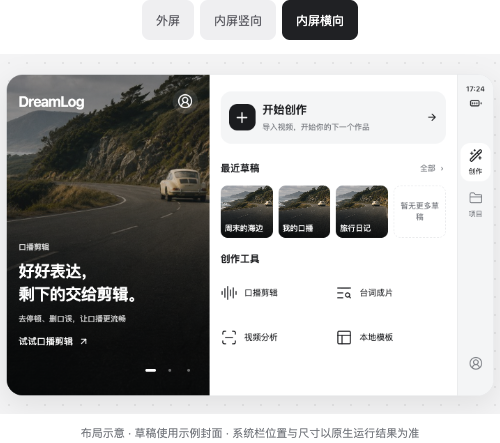 外屏
内屏竖向
内屏横向
DreamLog
口播剪辑
好好表达，
剩下的交给剪辑。
去停顿、删口误，让口播更流畅
试试口播剪辑
开始创作
导入视频，开始你的下一个作品
最近草稿
全部
周末的海边
我的口播
旅行日记
暂无更多草
稿
创作工具
口播剪辑
台词成片
视频分析
本地模板
17:24
创作
项目
布局示意 · 草稿使用示例封面 · 系统栏位置与尺寸以原生运行结果为准